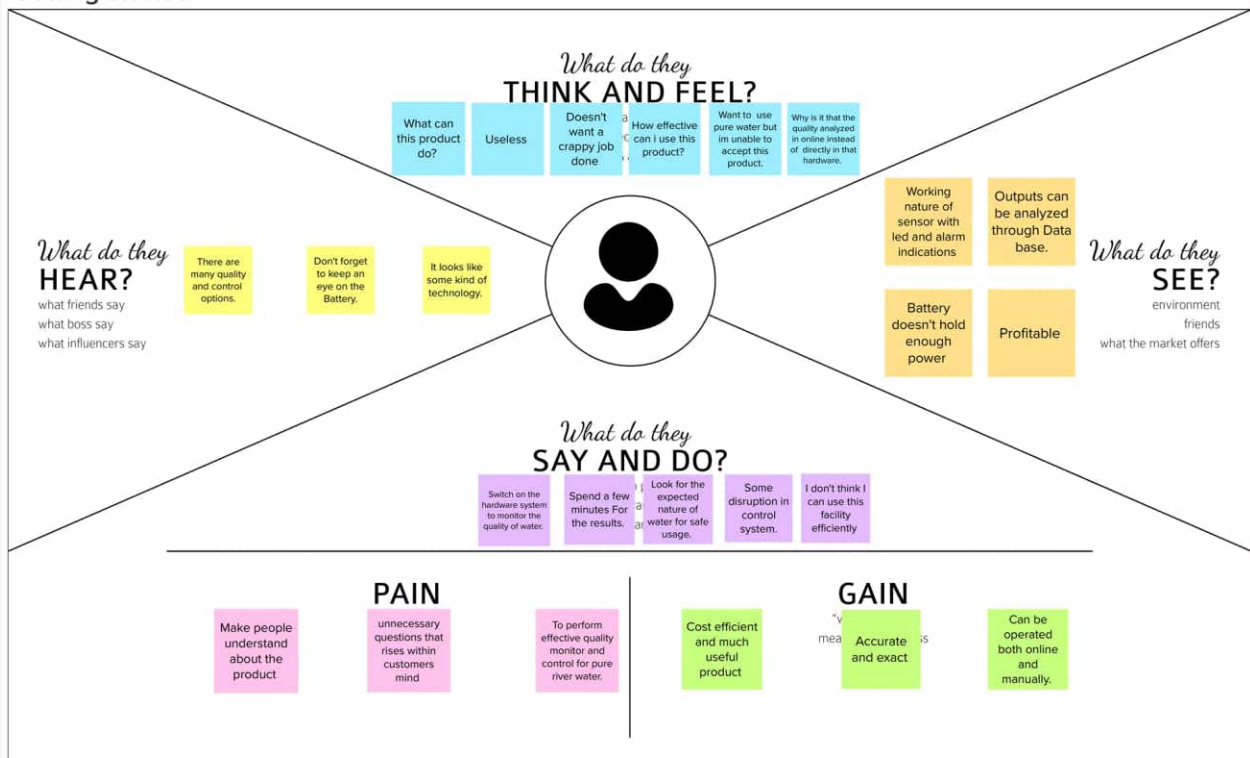 What do they
THINK AND FEEL?
What can
this product
do?
Useless
Doesn't
want a
crappy job
done
How effective
can i use this
product?
Want to use
pure water but
im unable to
accept this
product.
Why is it that the
quality analyzed
in online instead
of directly in that
hardware.
What do they
HEAR?
what friends say
what boss say
what influencers say
There are
many quality
and control
options.
Don't forget
to keep an
eye on the
Battery.
It looks like
some kind of
technology.
Working
nature of
sensor with
led and alarm
indications
Outputs can
be analyzed
through Data
base.
Battery
doesn't hold
enough
power
Profitable
What do they
SEE?
environment
friends
what the market offers
What do they
SAY AND DO?
Switch on the
hardware system
to monitor the
quality of water.
Spend a few
minutes For
the results.
Look for the
expected
nature of
water for safe
usage.
Some
disruption in
control
system.
I don't think I
can use this
facility
efficiently
PAIN
Make people
understand
about the
product
unnecessary
questions that
rises within
customers
mind
To perform
effective quality
monitor and
control for pure
river water.
GAIN
Cost efficient
and much
useful
product
Accurate
and exact
Can be
operated
both online
and
manually.